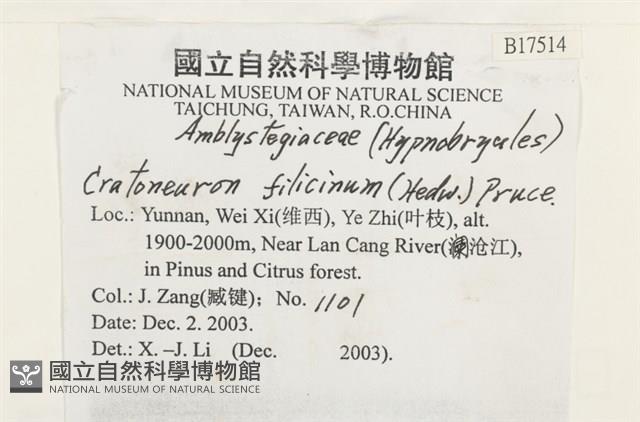 B17514
國立自然科學博物館
NATIONAL MUSEUM OF NATURAL SCIENCE
TAICHUNG, TAIWAN, R.O.CHINA
Amblystegiaceae (Hypnobryales)
Cratoneuron filicinum (Hedw.) Pruce.
Loc.: Yunnan, Wei Xi(维西), Ye Zhi(叶枝), alt.
1900-2000m, Near Lan Cang River(澜沧江),
in Pinus and Citrus forest.
Col.: J. Zang(臧键); No. 1101
Date: Dec. 2. 2003.
Det.: X. –J. Li (Dec. 2003).
國立自然科學博物館
NATIONAL MUSEUM OF NATURAL SCIENCE